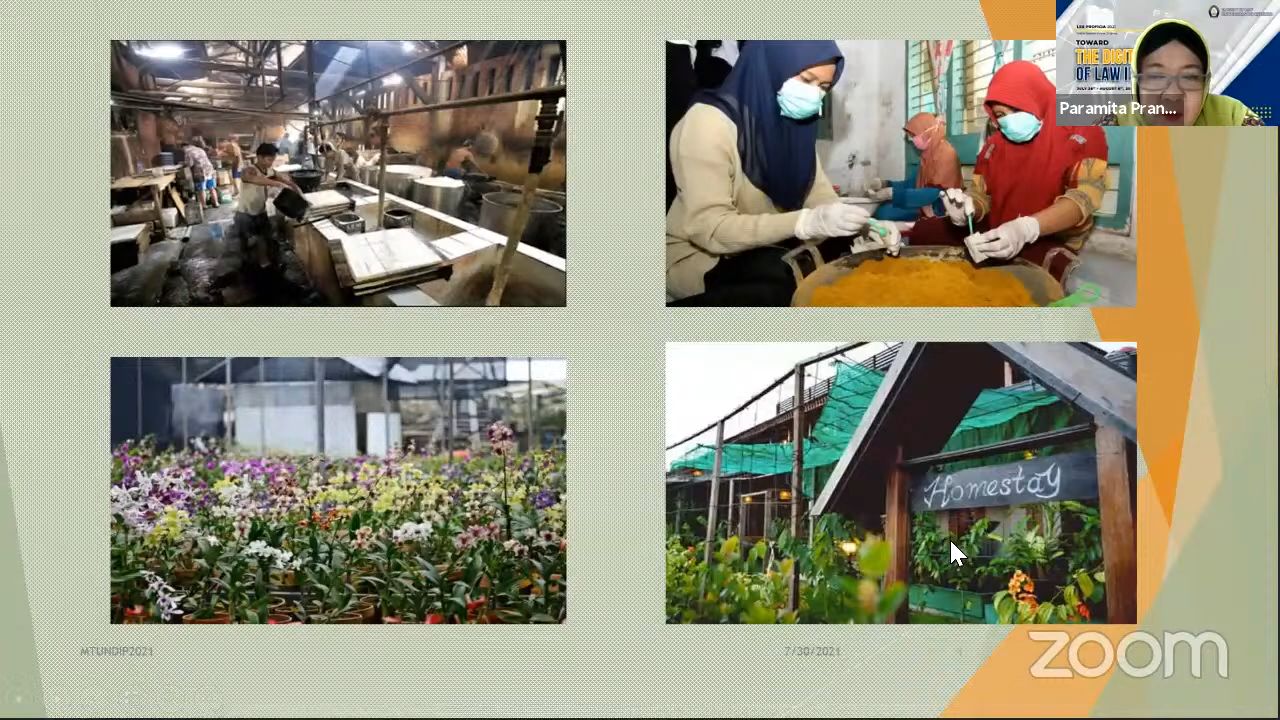 TOWARD
THE DIGIT
OF LAW I
Paramita Pran...
Homestay
MTUNDIP2021
7/30/2021
zoom